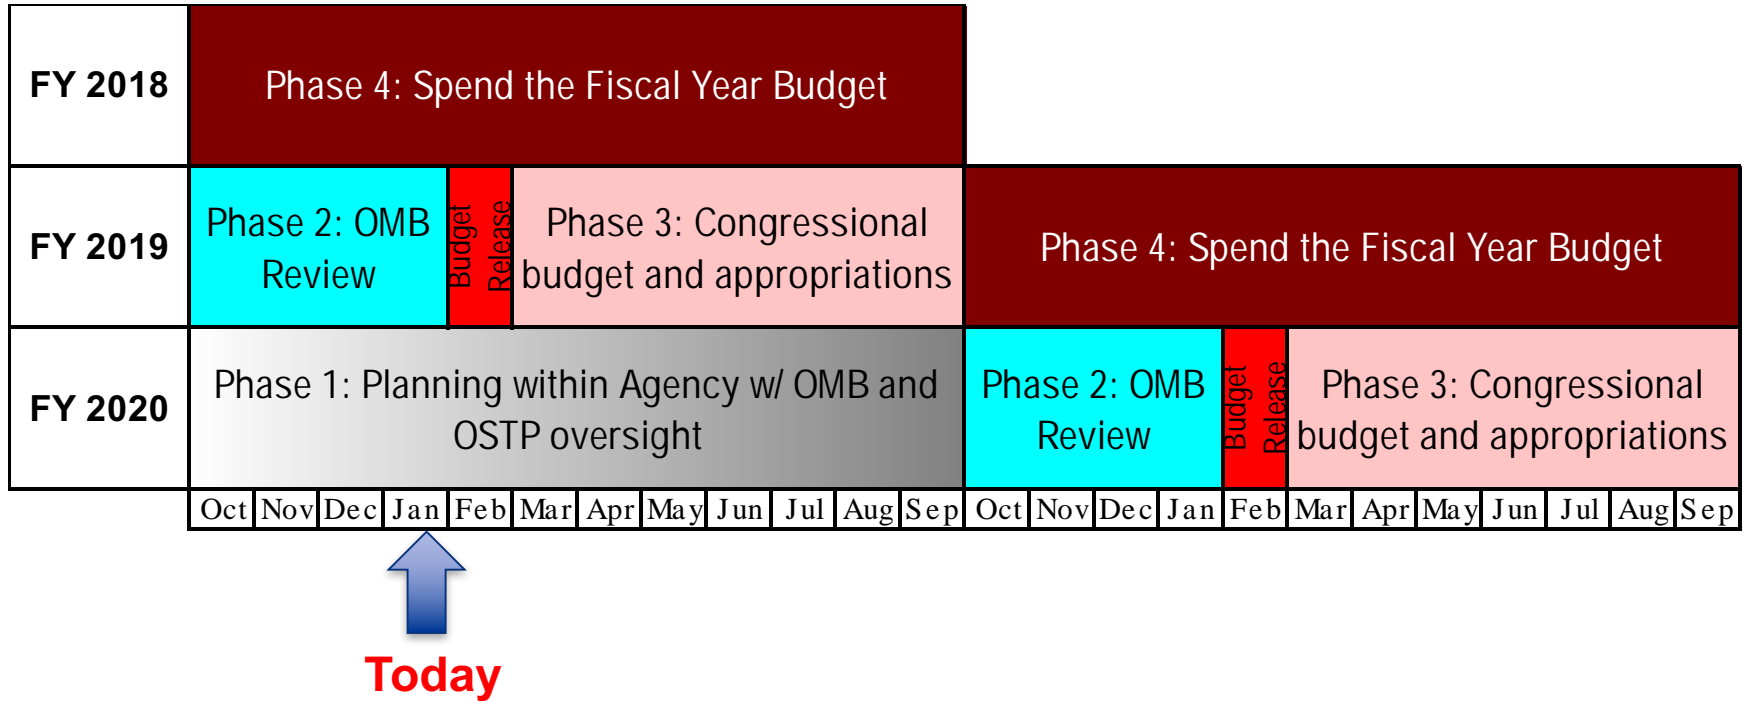 FY 2018
Phase 4: Spend the Fiscal Year Budget
FY 2019
Phase 2: OMB
Review
Budget
Release
Phase 3: Congressional
budget and appropriations
Phase 4: Spend the Fiscal Year Budget
FY 2020
Phase 1: Planning within Agency w/ OMB and
OSTP oversight
Phase 2: OMB
Review
Budget
Release
Phase 3: Congressional
budget and appropriations
Oct Nov Dec Jan Feb Mar Apr May Jun Jul Aug Sep Oct Nov Dec Jan Feb Mar Apr May Jun Jul Aug Sep
Today